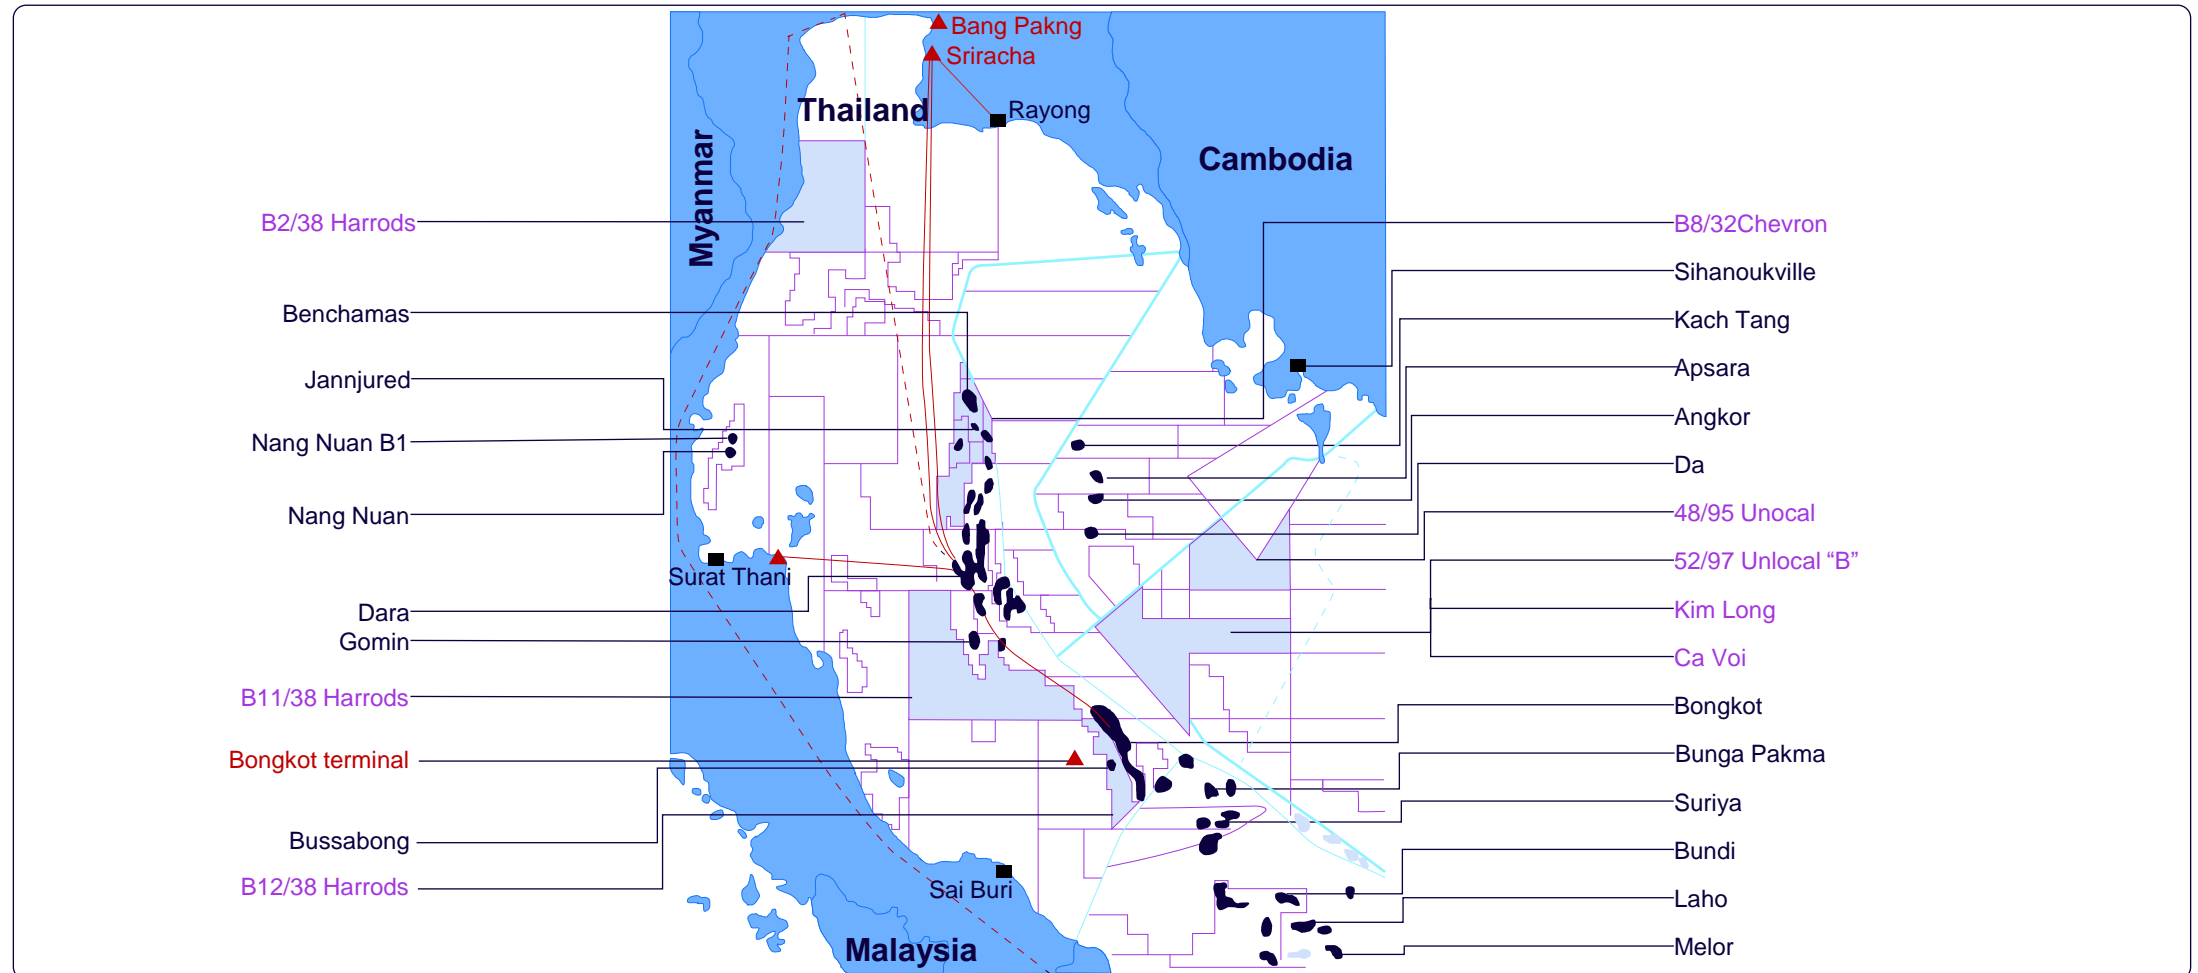 Bang Pakng
Sriracha
Thailand
Rayong
Myanmar
Cambodia
B2/38 Harrods
Benchamas
Jannjured
Nang Nuan B1
Nang Nuan
Surat Thani
Dara
Gomin
B11/38 Harrods
Bongkot terminal
Bussabong
B12/38 Harrods
Sai Buri
Malaysia
B8/32Chevron
Sihanoukville
Kach Tang
Apsara
Angkor
Da
48/95 Unocal
52/97 Unlocal “B”
Kim Long
Ca Voi
Bongkot
Bunga Pakma
Suriya
Bundi
Laho
Melor